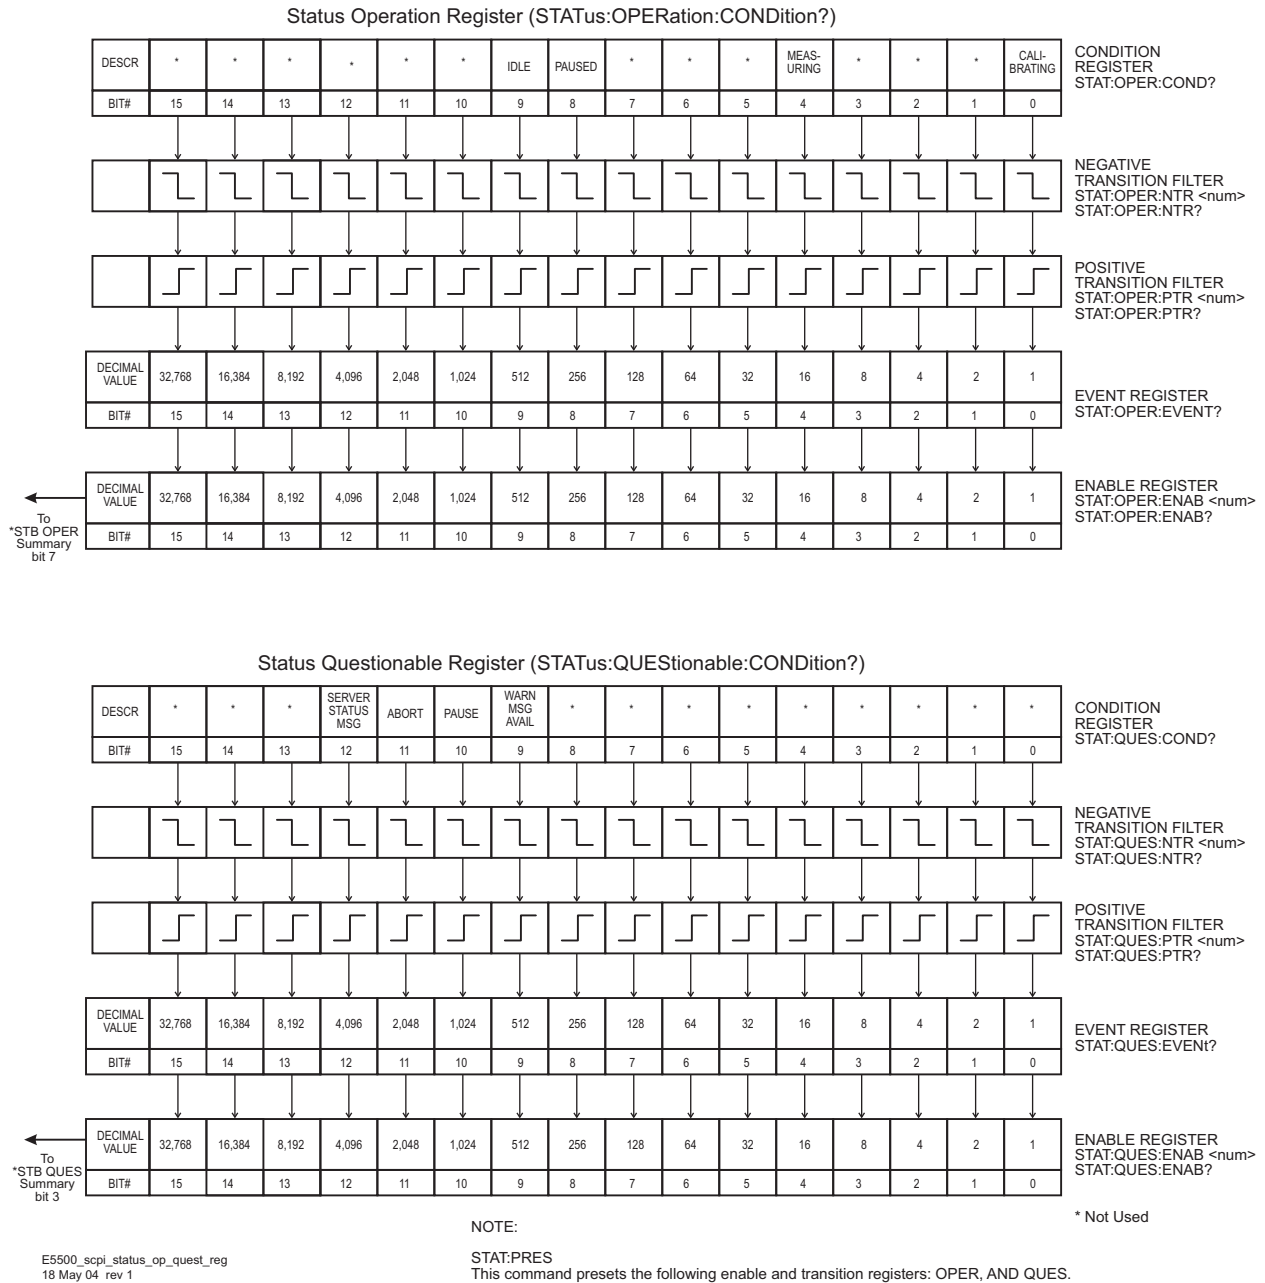 Status Operation Register (STATus:OPERation:CONDition?)
DESCR * * * * * * IDLE PAUSED * * * MEAS-URING * * * CALI-BRATING
BIT# 15 14 13 12 11 10 9 8 7 6 5 4 3 2 1 0
CONDITION
REGISTER
STAT:OPER:COND?
NEGATIVE
TRANSITION FILTER
STAT:OPER:NTR <num>
STAT:OPER:NTR?
POSITIVE
TRANSITION FILTER
STAT:OPER:PTR <num>
STAT:OPER:PTR?
DECIMAL VALUE 32,768 16,384 8,192 4,096 2,048 1,024 512 256 128 64 32 16 8 4 2 1
BIT# 15 14 13 12 11 10 9 8 7 6 5 4 3 2 1 0
EVENT REGISTER
STAT:OPER:EVENT?
DECIMAL VALUE 32,768 16,384 8,192 4,096 2,048 1,024 512 256 128 64 32 16 8 4 2 1
BIT# 15 14 13 12 11 10 9 8 7 6 5 4 3 2 1 0
ENABLE REGISTER
STAT:OPER:ENAB <num>
STAT:OPER:ENAB?
To
*STB OPER
Summary
bit 7
Status Questionable Register (STATus:QUEStionable:CONDition?)
DESCR * * * SERVER STATUS MSG ABORT PAUSE WARN MSG AVAIL * * * * * * * * *
BIT# 15 14 13 12 11 10 9 8 7 6 5 4 3 2 1 0
CONDITION
REGISTER
STAT:QUES:COND?
NEGATIVE
TRANSITION FILTER
STAT:QUES:NTR <num>
STAT:QUES:NTR?
POSITIVE
TRANSITION FILTER
STAT:QUES:PTR <num>
STAT:QUES:PTR?
DECIMAL VALUE 32,768 16,384 8,192 4,096 2,048 1,024 512 256 128 64 32 16 8 4 2 1
BIT# 15 14 13 12 11 10 9 8 7 6 5 4 3 2 1 0
EVENT REGISTER
STAT:QUES:EVENt?
DECIMAL VALUE 32,768 16,384 8,192 4,096 2,048 1,024 512 256 128 64 32 16 8 4 2 1
BIT# 15 14 13 12 11 10 9 8 7 6 5 4 3 2 1 0
ENABLE REGISTER
STAT:QUES:ENAB <num>
STAT:QUES:ENAB?
To
*STB QUES
Summary
bit 3
* Not Used
NOTE:
STAT:PRES
This command presets the following enable and transition registers: OPER, AND QUES.
E5500_scpi_status_op_quest_reg
18 May 04 rev 1